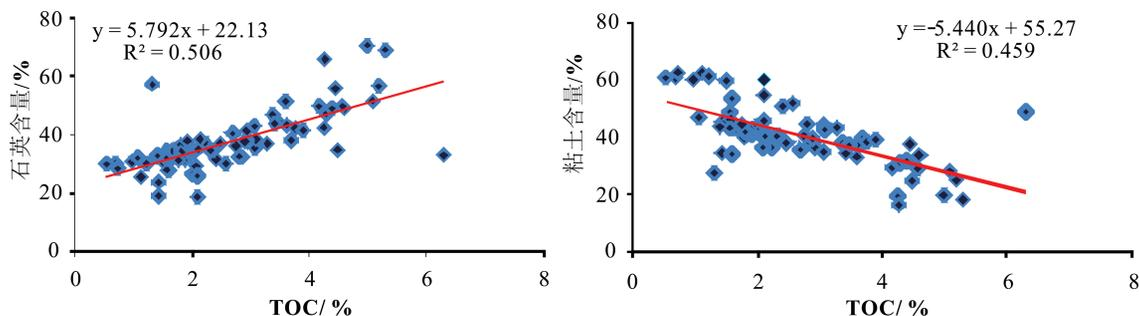 80
60
40
20
0
石英含量/%
y = 5.792x + 22.13
R² = 0.506
0 2 4 6 8
TOC/ %
80
60
40
20
0
粘土含量/%
y =-5.440x + 55.27
R² = 0.459
0 2 4 6 8
TOC/ %